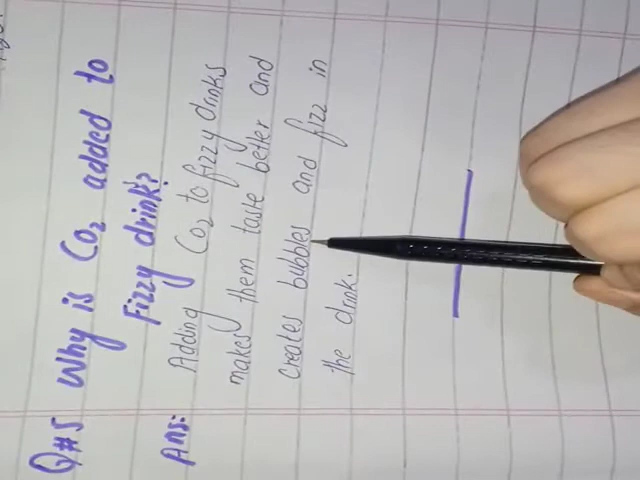 Q#5 Why is CO2 added to
Fizzy drink?
Ans: Adding CO2 to fizzy drinks
makes them taste better and
creates bubbles and fizz in
the drink.